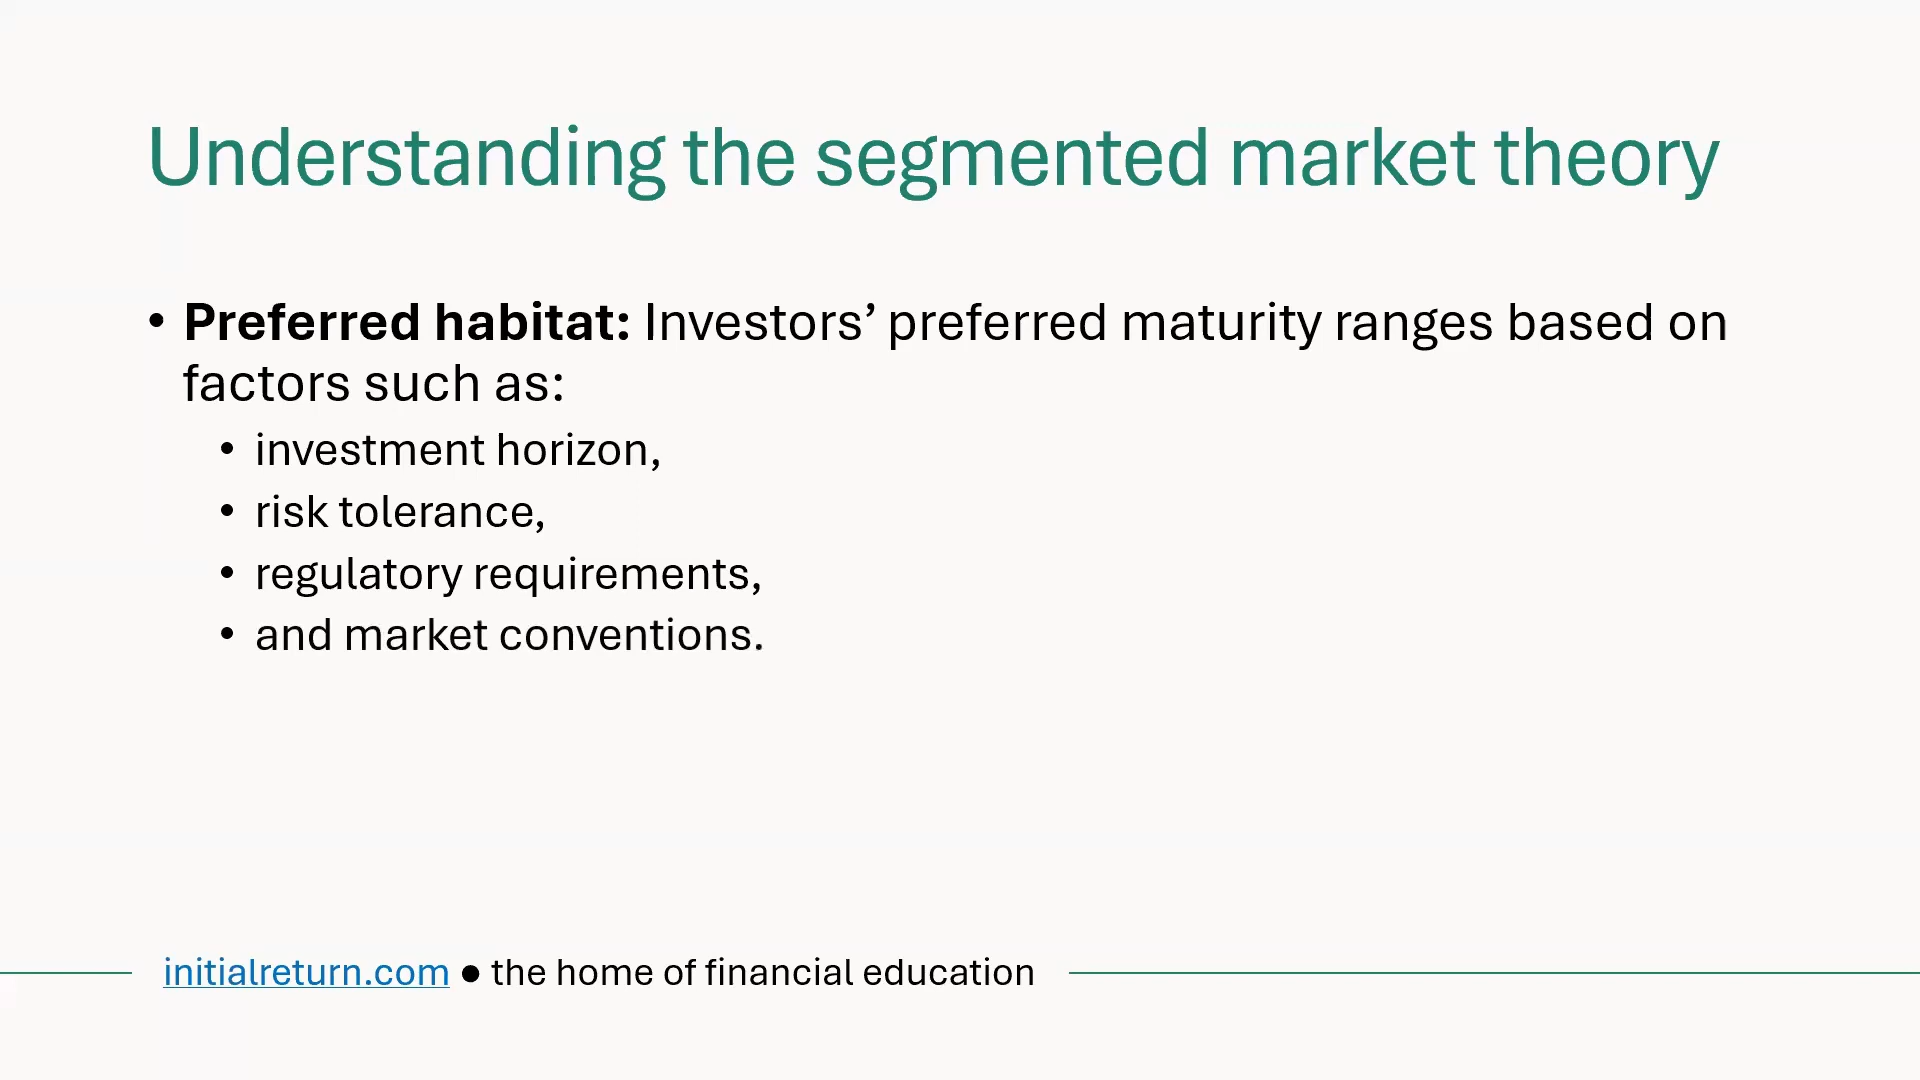 Understanding the segmented market theory
• Preferred habitat: Investors’ preferred maturity ranges based on
factors such as:
• investment horizon,
• risk tolerance,
• regulatory requirements,
• and market conventions.
initialreturn.com ● the home of financial education